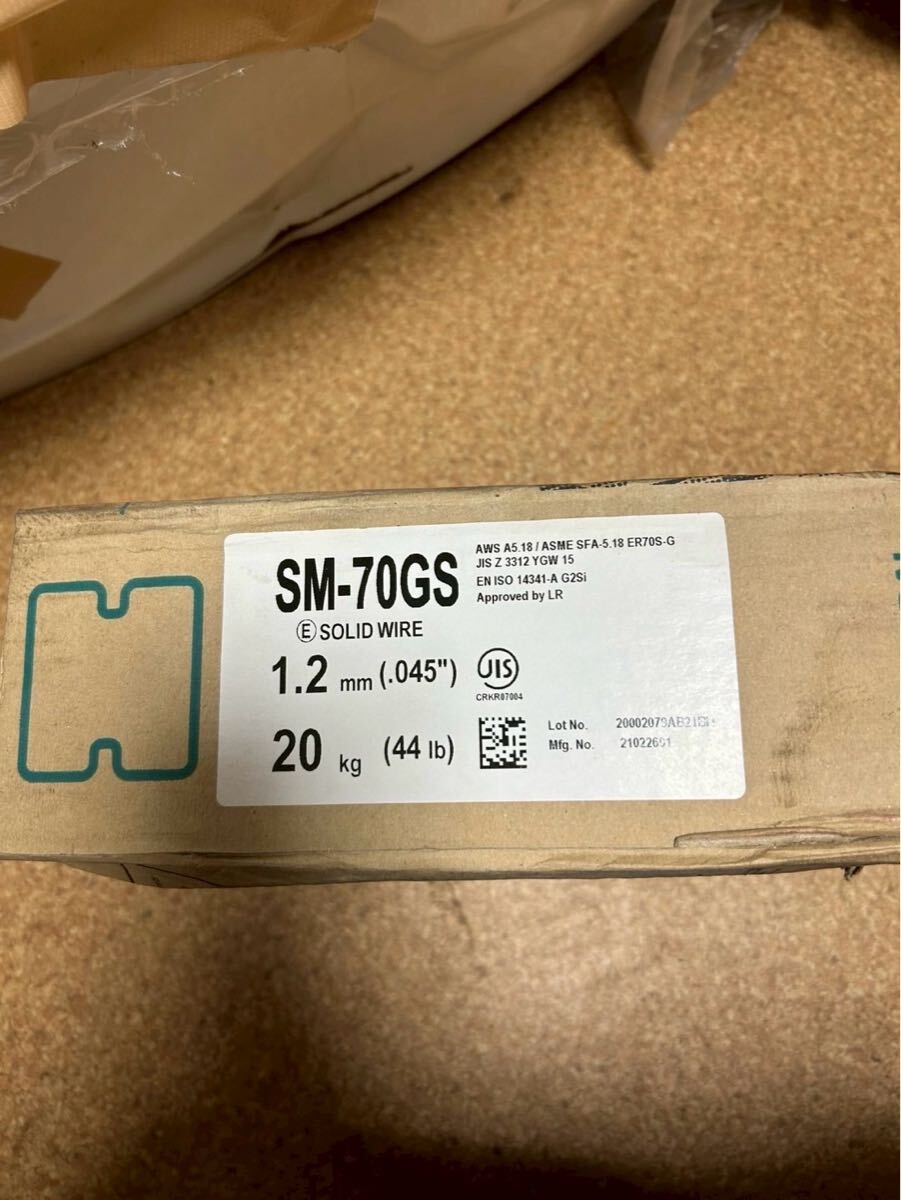 SM-70GS
Ⓔ SOLID WIRE
1.2 mm (.045")
20 kg (44 lb)
AWS A5.18 / ASME SFA-5.18 ER70S-G
JIS Z 3312 YGW 15
EN ISO 14341-A G2Si
Approved by LR
JIS
CRKR07004
Lot No.
Mfg. No.